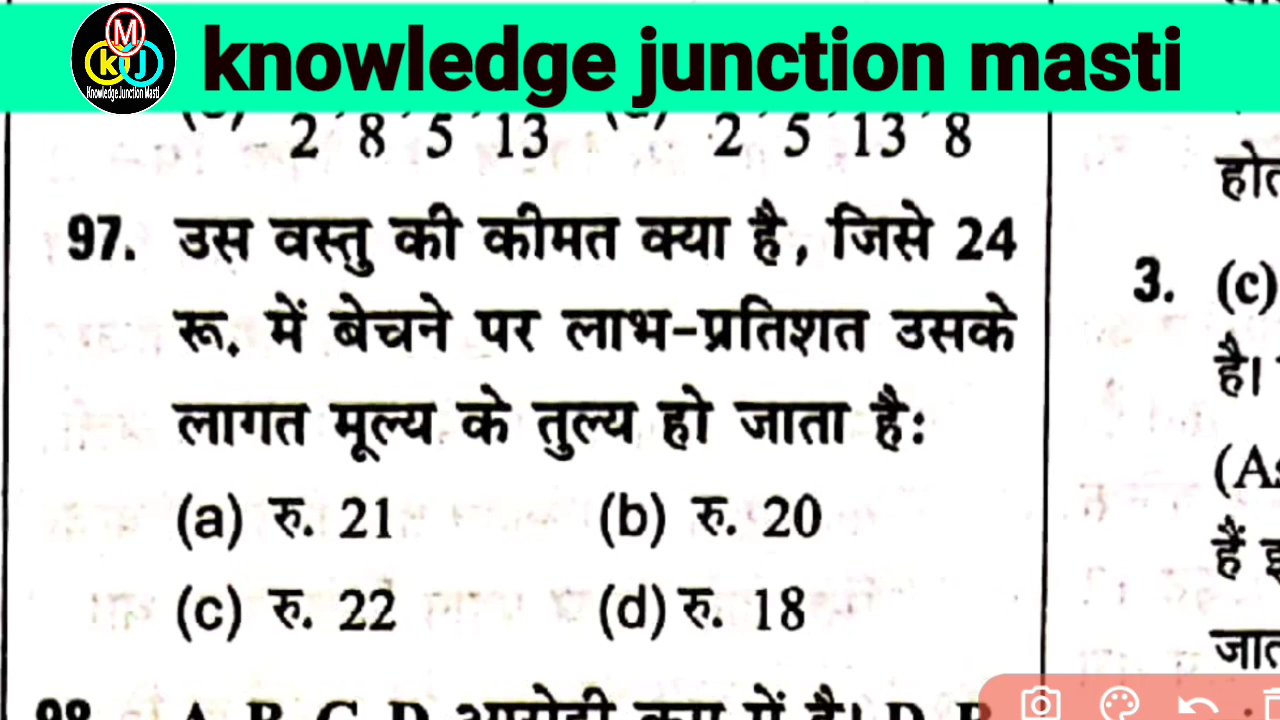 knowledge junction masti
M
K J
Knowledge Junction Masti
2 ' 8 ' 5 ' 13
2 ' 5 ' 13 ' 8
97. उस वस्तु की कीमत क्या है, जिसे 24
रू. में बेचने पर लाभ-प्रतिशत उसके
लागत मूल्य के तुल्य हो जाता है:
(a) रु. 21 (b) रु. 20
(c) रु. 22 (d) रु. 18
3. (c)
है।